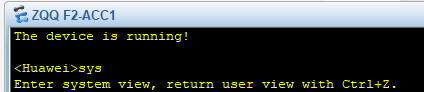 ZQQ F2-ACC1
The device is running!
<Huawei>sys
Enter system view, return user view with Ctrl+Z.